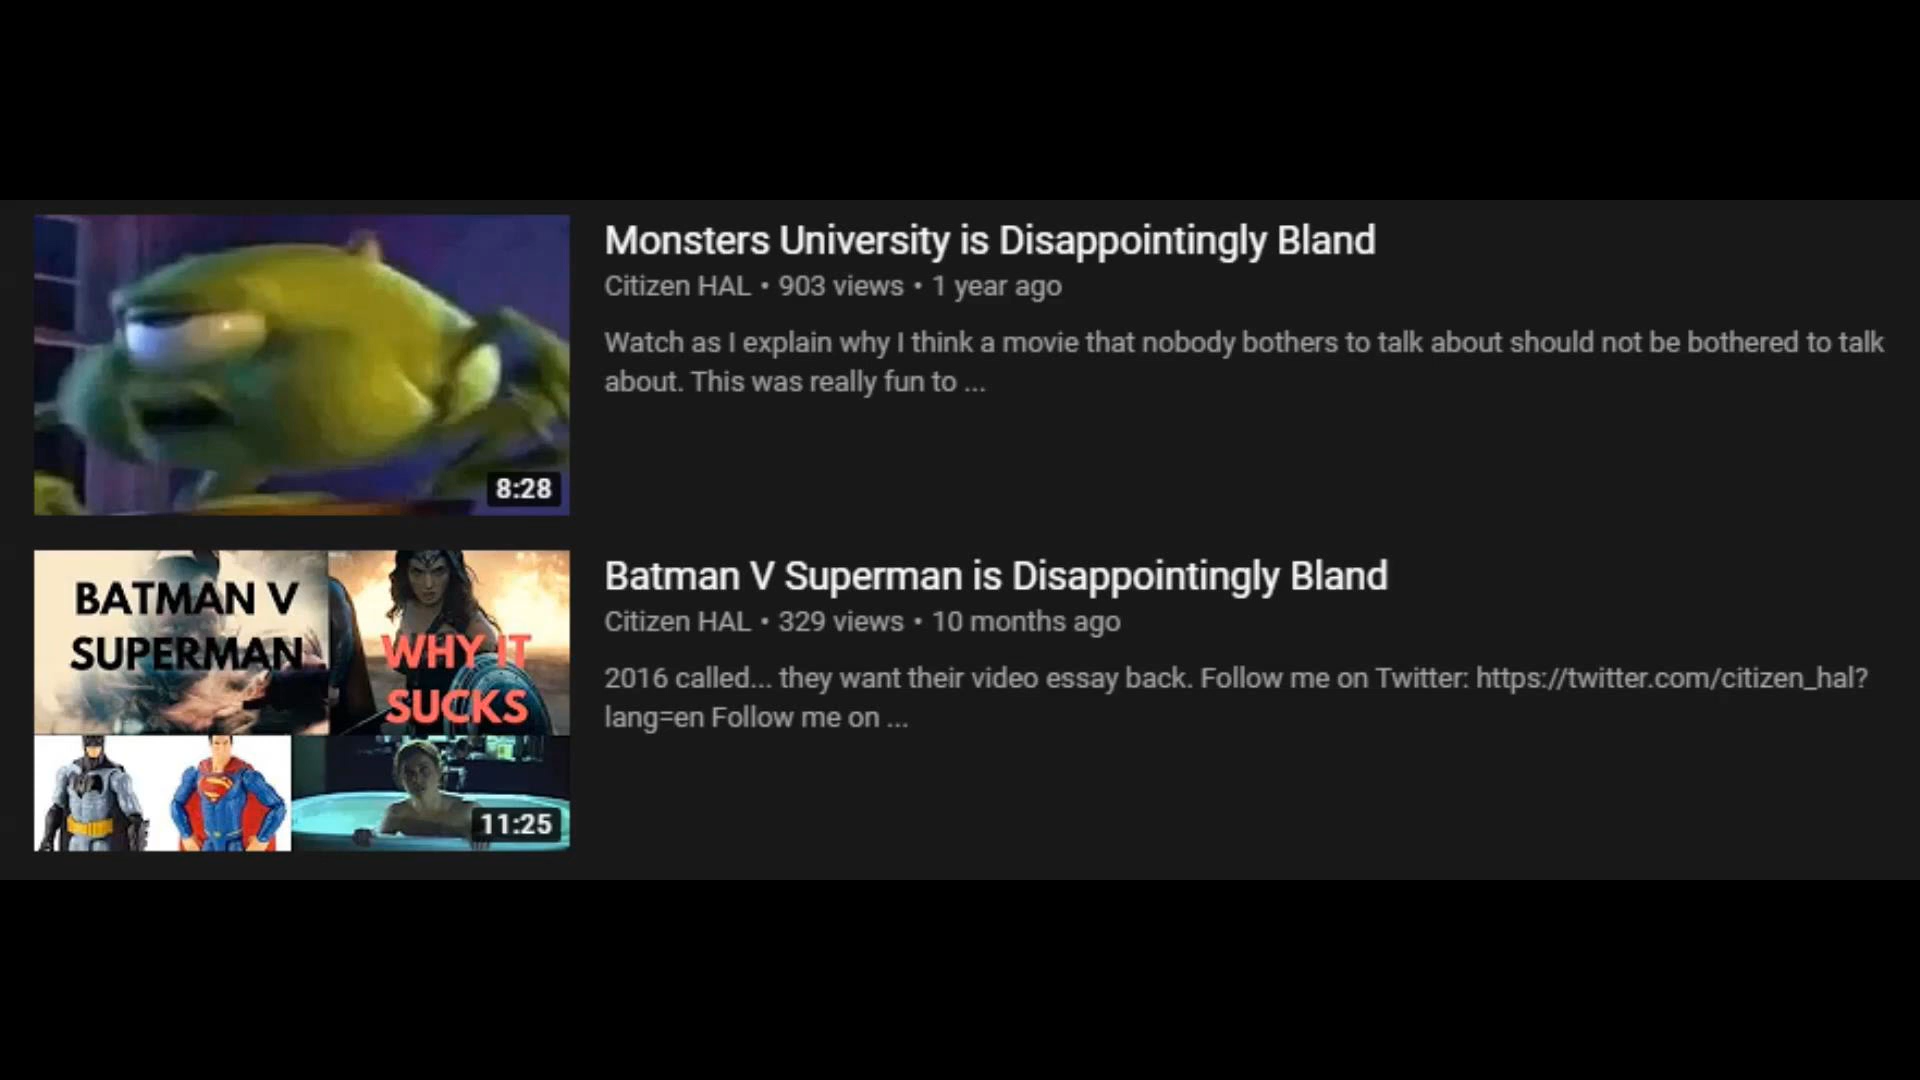 Monsters University is Disappointingly Bland
Citizen HAL • 903 views • 1 year ago
Watch as I explain why I think a movie that nobody bothers to talk about should not be bothered to talk
about. This was really fun to ...
8:28
BATMAN V
SUPERMAN
WHY IT
SUCKS
11:25
Batman V Superman is Disappointingly Bland
Citizen HAL • 329 views • 10 months ago
2016 called... they want their video essay back. Follow me on Twitter: https://twitter.com/citizen_hal?
lang=en Follow me on ...